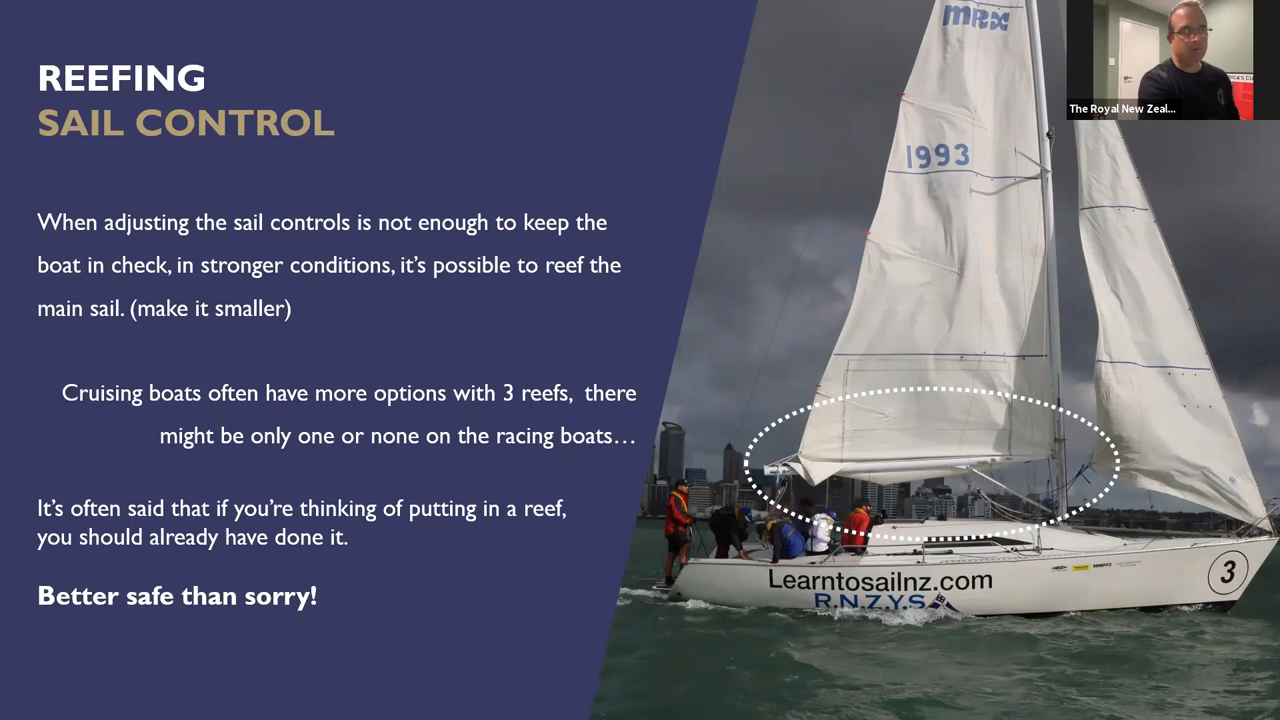 REEFING
SAIL CONTROL
When adjusting the sail controls is not enough to keep the
boat in check, in stronger conditions, it’s possible to reef the
main sail. (make it smaller)
Cruising boats often have more options with 3 reefs, there
might be only one or none on the racing boats…
It’s often said that if you’re thinking of putting in a reef,
you should already have done it.
Better safe than sorry!
MRX
1993
The Royal New Zeal...
Learntosailnz.com
R.N.Z.Y.S
3